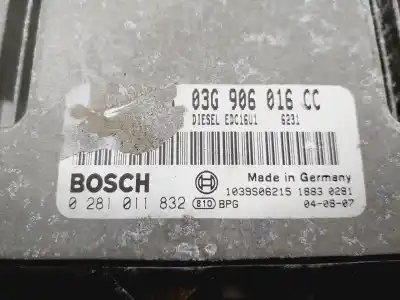 03G 906 016 CC
DIESEL EDC16U1 6231
BOSCH
Made in Germany
1039S06215 1883 0281
0 281 011 832 810 BPG 04-08-07